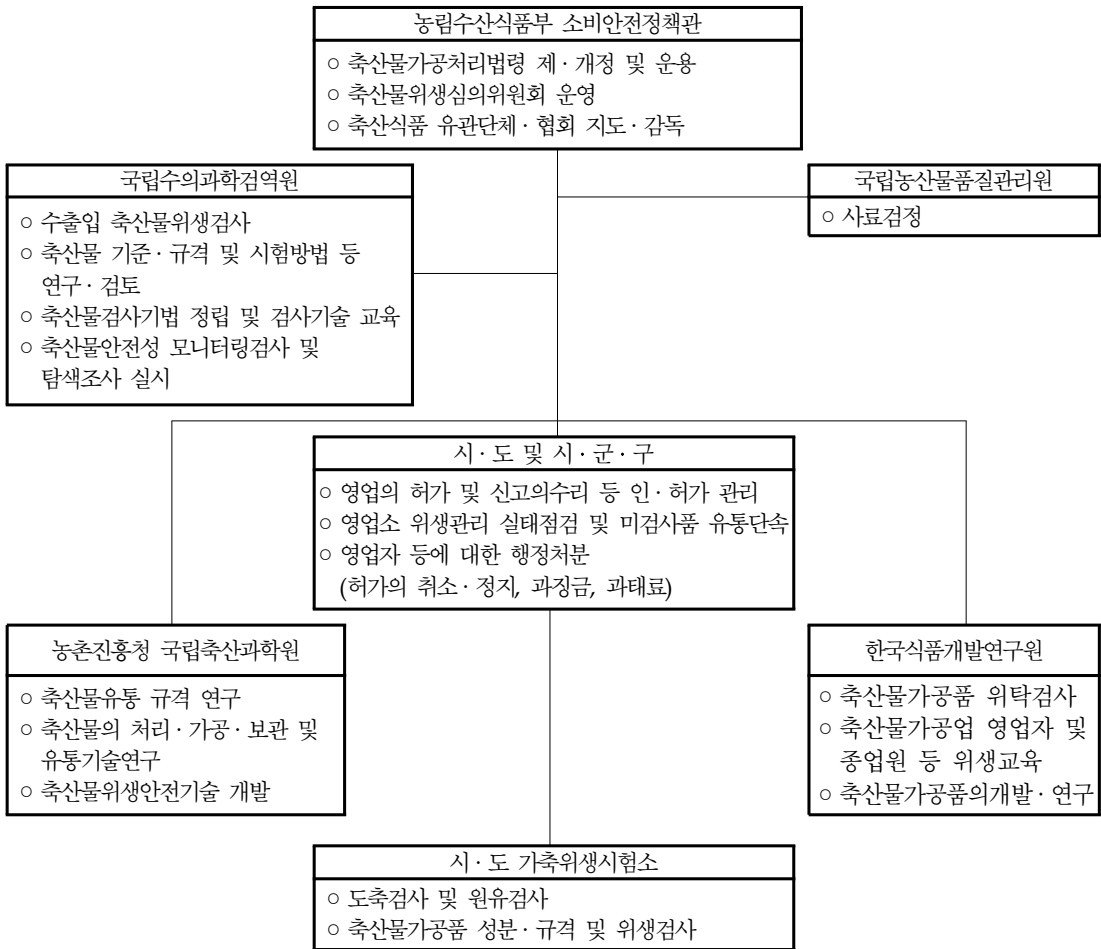 농림수산식품부 소비안전정책관
○ 축산물가공처리법령 제·개정 및 운용
○ 축산물위생심의위원회 운영
○ 축산식품 유관단체·협회 지도·감독
국립수의과학검역원
○ 수출입 축산물위생검사
○ 축산물 기준·규격 및 시험방법 등
연구·검토
○ 축산물검사기법 정립 및 검사기술 교육
○ 축산물안전성 모니터링검사 및
탐색조사 실시
국립농산물품질관리원
○ 사료검정
시·도 및 시·군·구
○ 영업의 허가 및 신고의수리 등 인·허가 관리
○ 영업소 위생관리 실태점검 및 미검사품 유통단속
○ 영업자 등에 대한 행정처분
(허가의 취소·정지, 과징금, 과태료)
농촌진흥청 국립축산과학원
○ 축산물유통 규격 연구
○ 축산물의 처리·가공·보관 및
유통기술연구
○ 축산물위생안전기술 개발
한국식품개발연구원
○ 축산물가공품 위탁검사
○ 축산물가공업 영업자 및
종업원 등 위생교육
○ 축산물가공품의개발·연구
시·도 가축위생시험소
○ 도축검사 및 원유검사
○ 축산물가공품 성분·규격 및 위생검사